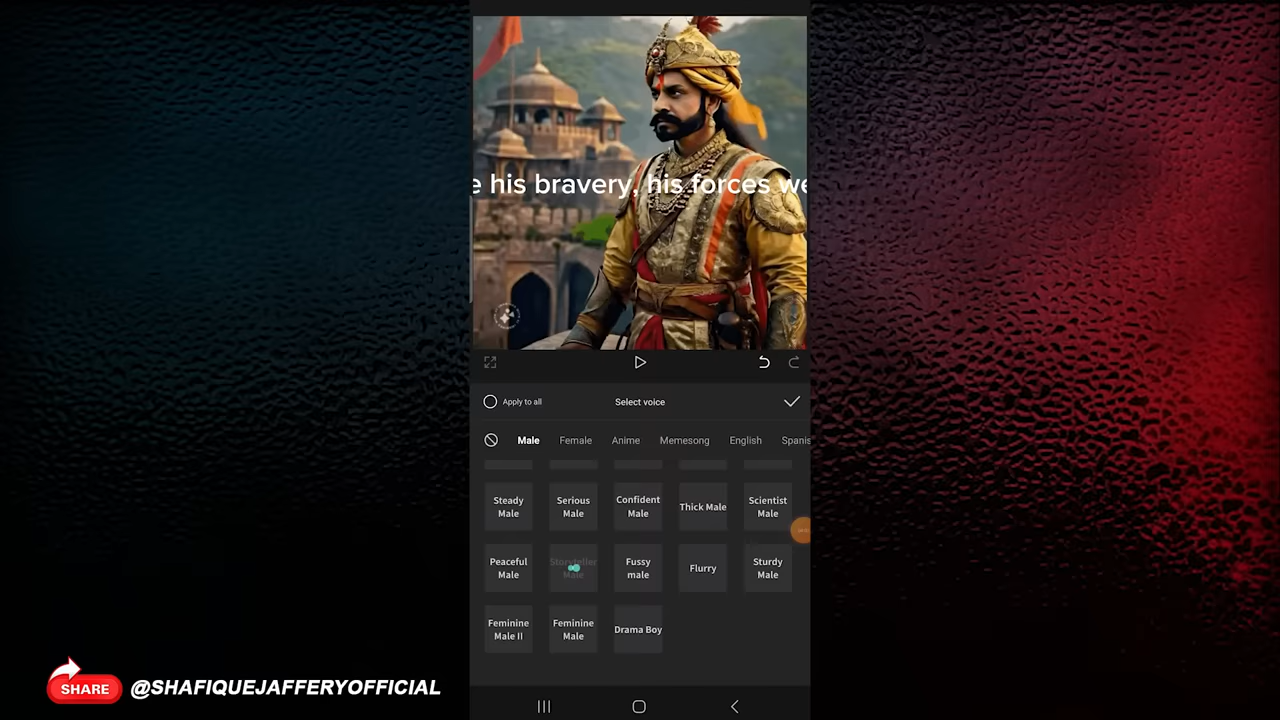 e his bravery, his forces we
Apply to all
Select voice
Male
Female
Anime
Memesong
English
Spanis
Steady
Male
Serious
Male
Confident
Male
Thick Male
Scientist
Male
Peaceful
Male
Storyteller
Male
Fussy
male
Flurry
Sturdy
Male
Feminine
Male II
Feminine
Male
Drama Boy
SHARE
@SHAFIQUEJAFFERYOFFICIAL